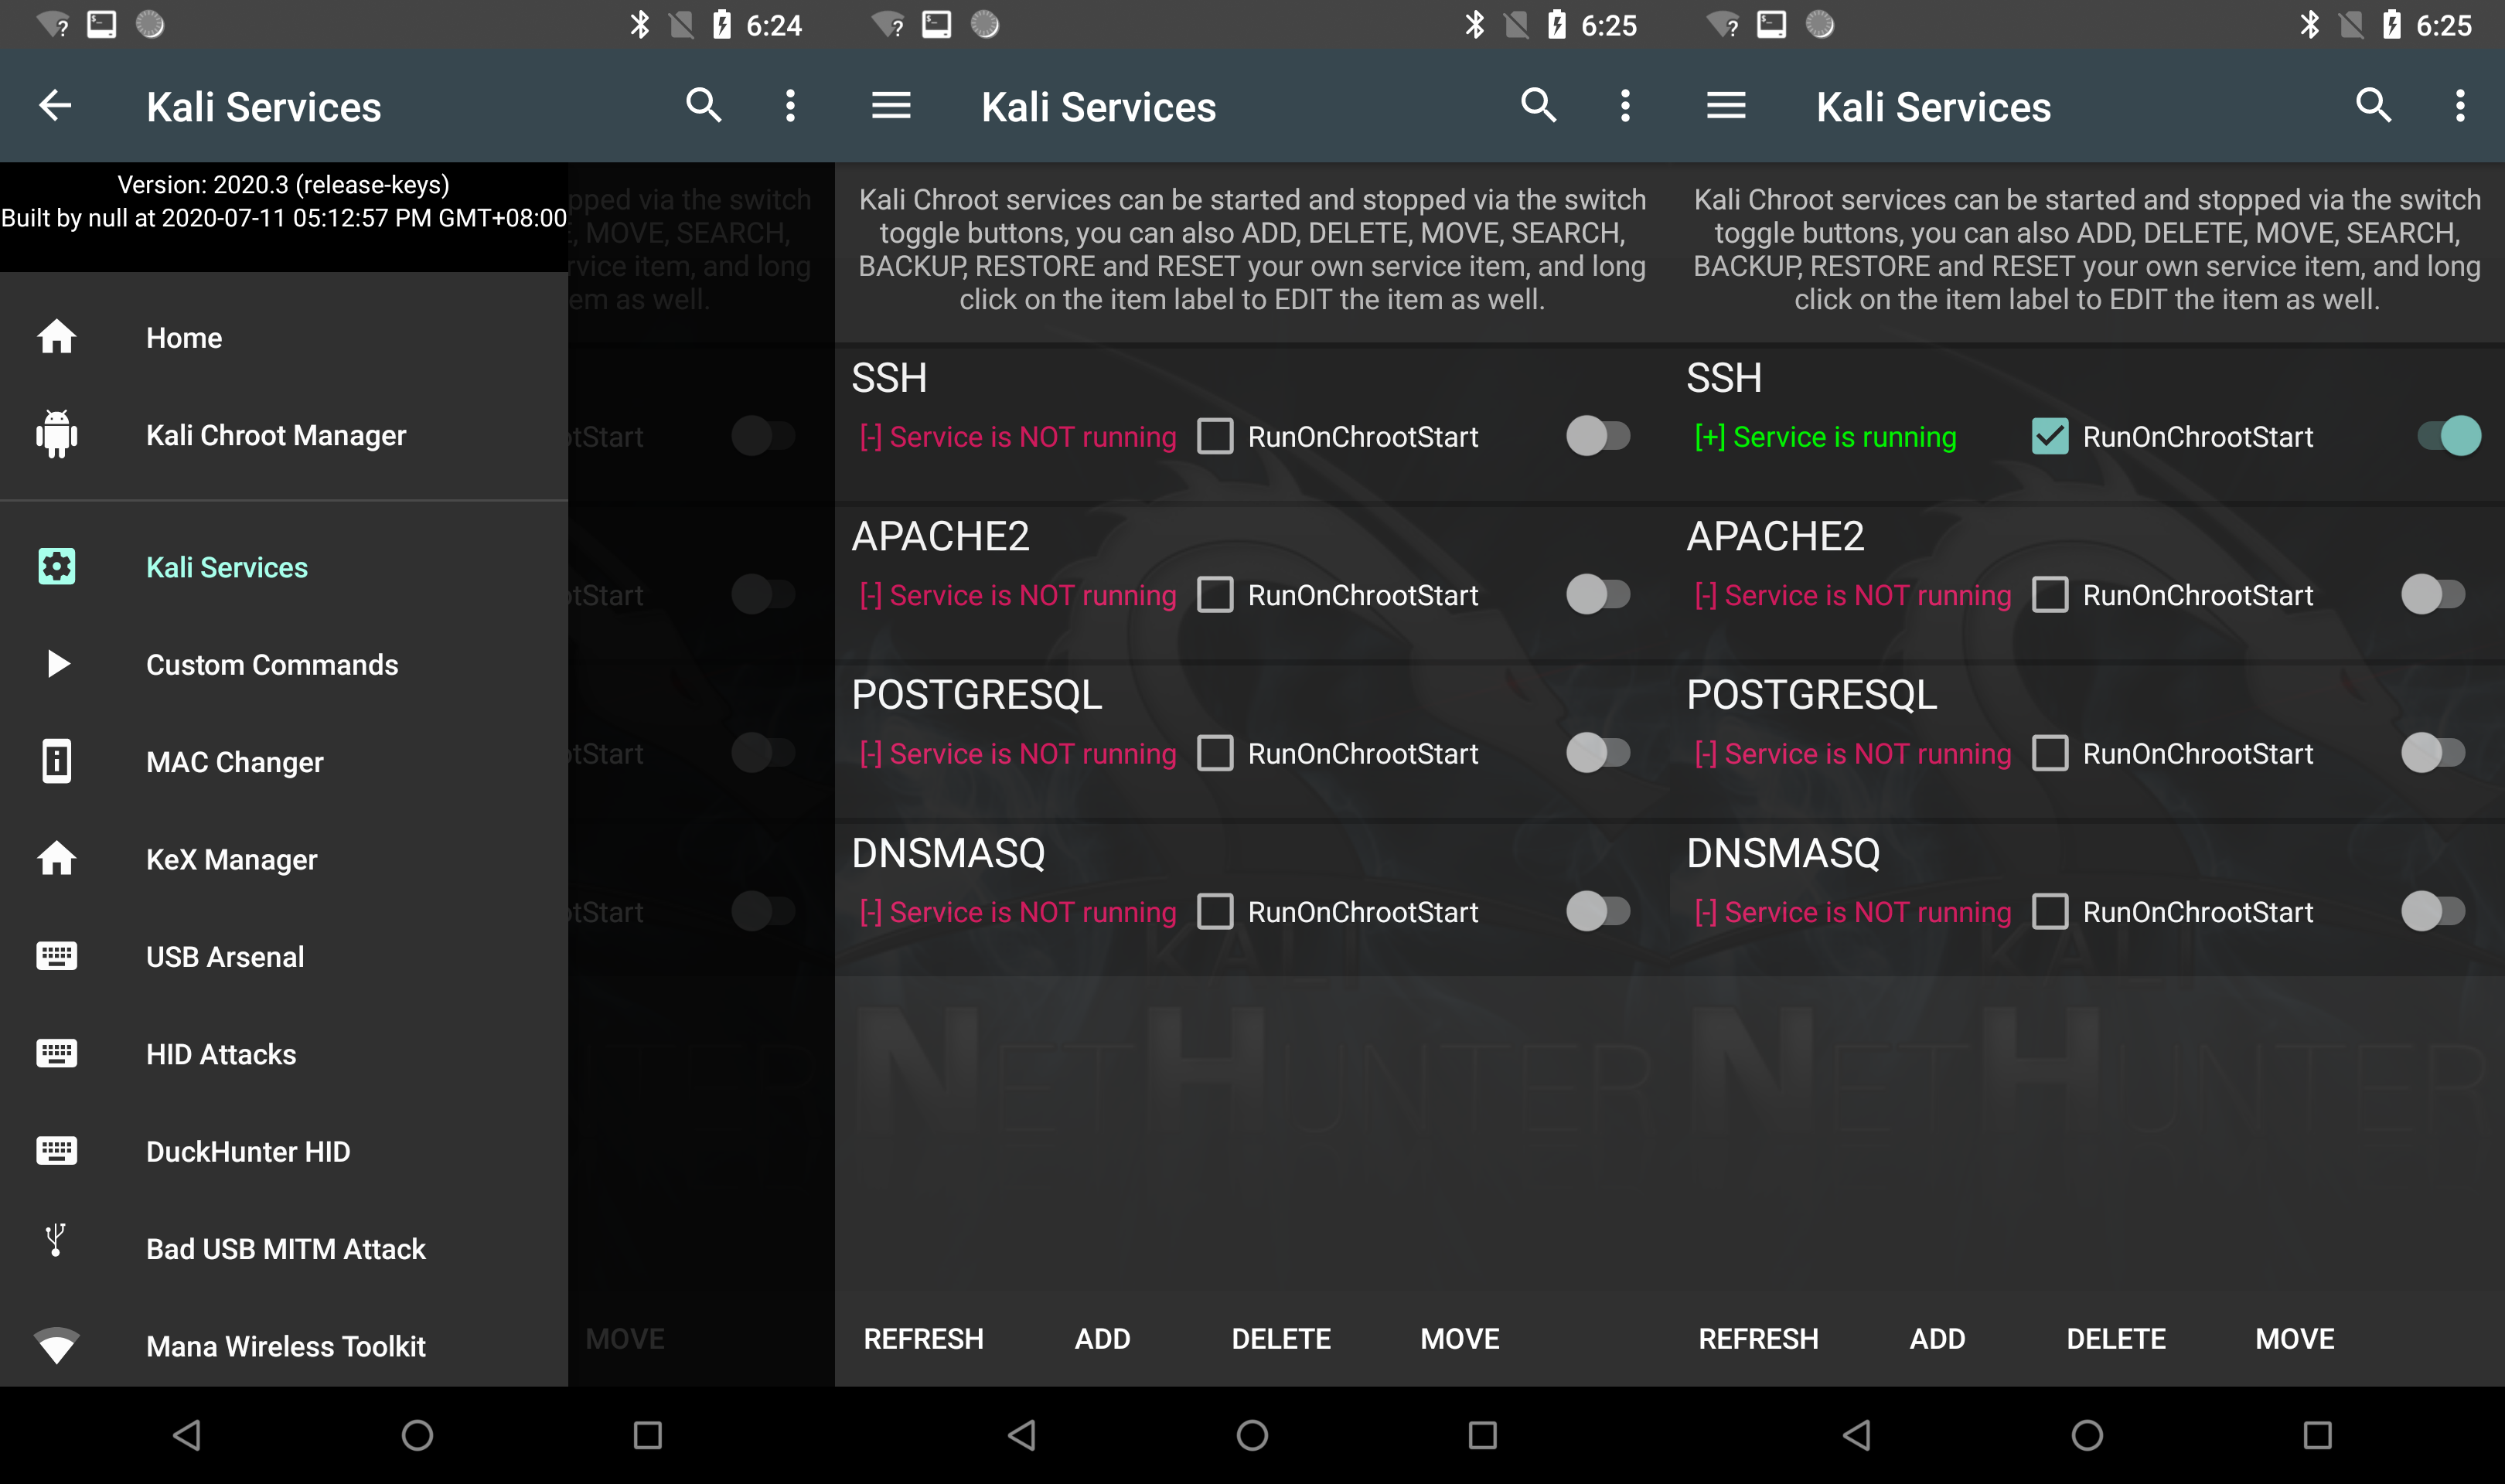 6:24
Kali Services
Version: 2020.3 (release-keys)
Built by null at 2020-07-11 05:12:57 PM GMT+08:00
Home
Kali Chroot Manager
Kali Services
Custom Commands
MAC Changer
KeX Manager
USB Arsenal
HID Attacks
DuckHunter HID
Bad USB MITM Attack
Mana Wireless Toolkit
pped via the switch
, MOVE, SEARCH,
rvice item, and long
em as well.
otStart
otStart
otStart
otStart
MOVE
6:25
Kali Services
Kali Chroot services can be started and stopped via the switch
toggle buttons, you can also ADD, DELETE, MOVE, SEARCH,
BACKUP, RESTORE and RESET your own service item, and long
click on the item label to EDIT the item as well.
SSH
[-] Service is NOT running RunOnChrootStart
APACHE2
[-] Service is NOT running RunOnChrootStart
POSTGRESQL
[-] Service is NOT running RunOnChrootStart
DNSMASQ
[-] Service is NOT running RunOnChrootStart
KALI
NETHUNTER
REFRESH ADD DELETE MOVE
6:25
Kali Services
Kali Chroot services can be started and stopped via the switch
toggle buttons, you can also ADD, DELETE, MOVE, SEARCH,
BACKUP, RESTORE and RESET your own service item, and long
click on the item label to EDIT the item as well.
SSH
[+] Service is running RunOnChrootStart
APACHE2
[-] Service is NOT running RunOnChrootStart
POSTGRESQL
[-] Service is NOT running RunOnChrootStart
DNSMASQ
[-] Service is NOT running RunOnChrootStart
KALI
NETHUNTER
REFRESH ADD DELETE MOVE